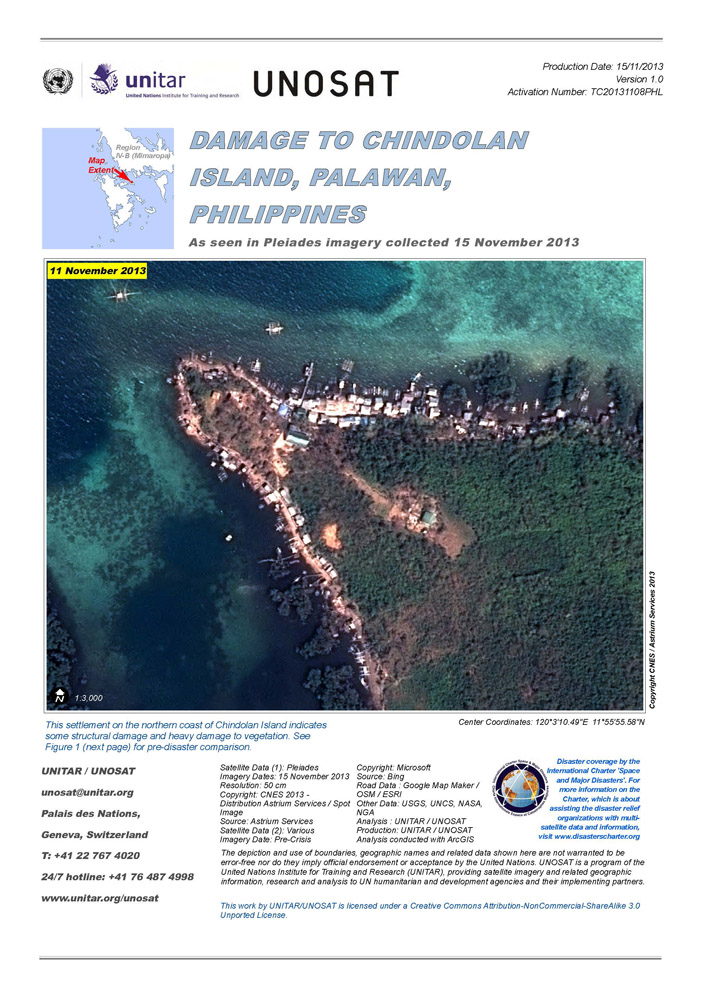 unitar
United Nations Institute for Training and Research
UNOSAT
Production Date: 15/11/2013
Version 1.0
Activation Number: TC20131108PHL
Region
IV-B (Mimaropa)
Map
Extent
DAMAGE TO CHINDOLAN
ISLAND, PALAWAN,
PHILIPPINES
As seen in Pleiades imagery collected 15 November 2013
11 November 2013
N
1:3,000
Copyright CNES / Astrium Services 2013
This settlement on the northern coast of Chindolan Island indicates
some structural damage and heavy damage to vegetation. See
Figure 1 (next page) for pre-disaster comparison.
Center Coordinates: 120°3'10.49"E 11°55'55.58"N
UNITAR / UNOSAT
unosat@unitar.org
Palais des Nations,
Geneva, Switzerland
T: +41 22 767 4020
24/7 hotline: +41 76 487 4998
www.unitar.org/unosat
Satellite Data (1): Pleiades
Imagery Dates: 15 November 2013
Resolution: 50 cm
Copyright: CNES 2013 -
Distribution Astrium Services / Spot
Image
Source: Astrium Services
Satellite Data (2): Various
Imagery Date: Pre-Crisis
Copyright: Microsoft
Source: Bing
Road Data : Google Map Maker /
OSM / ESRI
Other Data: USGS, UNCS, NASA,
NGA
Analysis : UNITAR / UNOSAT
Production: UNITAR / UNOSAT
Analysis conducted with ArcGIS
Disaster coverage by the
International Charter 'Space
and Major Disasters'. For
more information on the
Charter, which is about
assisting the disaster relief
organizations with multi-
satellite data and information,
visit www.disasterscharter.org
The depiction and use of boundaries, geographic names and related data shown here are not warranted to be
error-free nor do they imply official endorsement or acceptance by the United Nations. UNOSAT is a program of the
United Nations Institute for Training and Research (UNITAR), providing satellite imagery and related geographic
information, research and analysis to UN humanitarian and development agencies and their implementing partners.
This work by UNITAR/UNOSAT is licensed under a Creative Commons Attribution-NonCommercial-ShareAlike 3.0
Unported License.